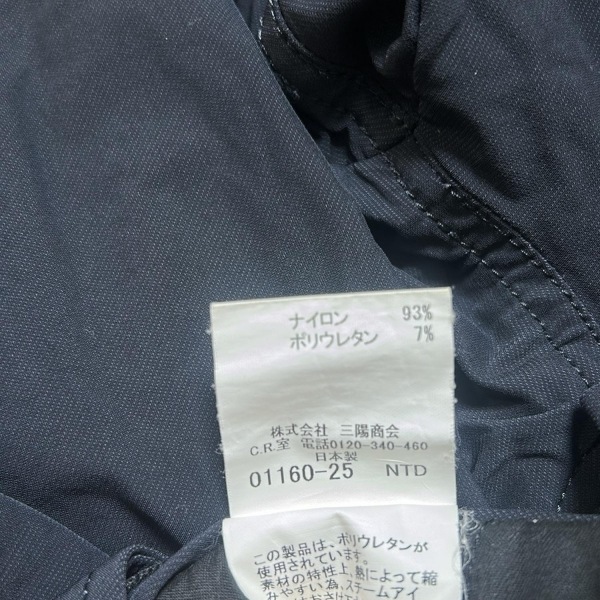 ナイロン 93%
ポリウレタン 7%
株式会社 三陽商会
C.R.室 電話0120-340-460
日本製
01160-25 NTD
この製品は、ポリウレタンが
使用されています。
素材の特性上、熱によって縮
みやすい為、スチームアイ